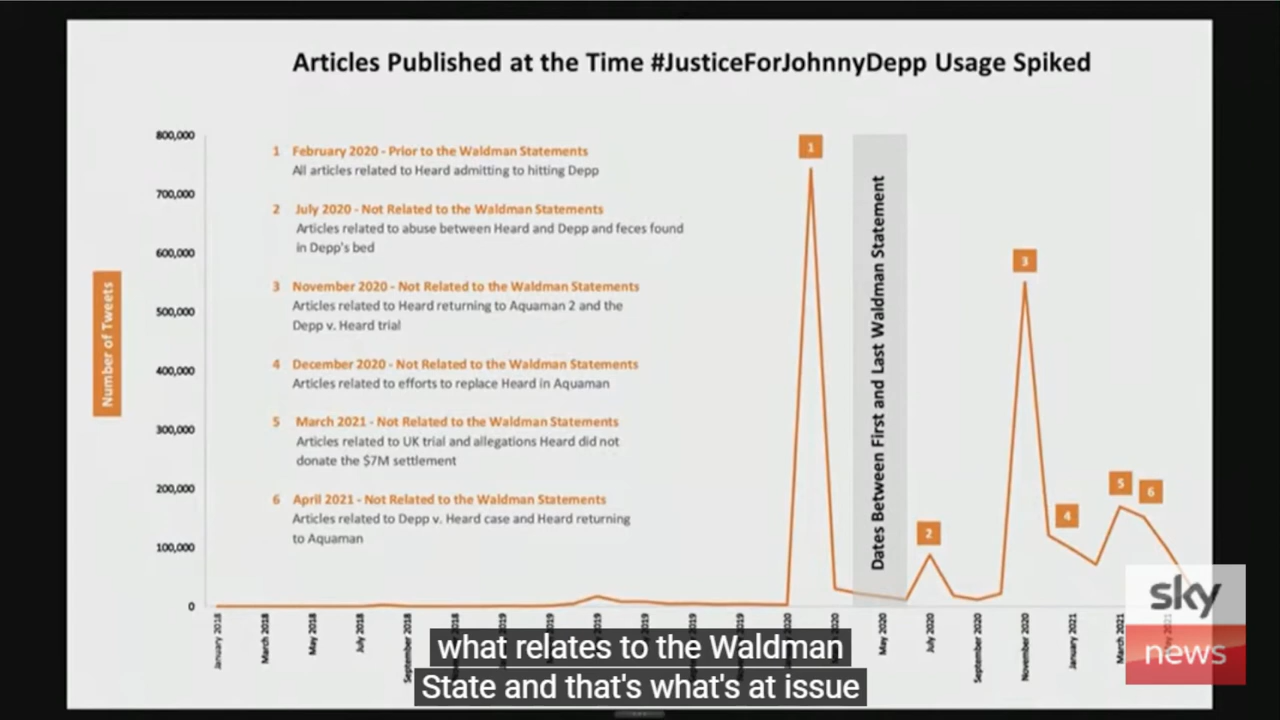 Articles Published at the Time #JusticeForJohnnyDepp Usage Spiked
800,000
700,000
600,000
500,000
400,000
300,000
200,000
100,000
0
Number of Tweets
1 February 2020 - Prior to the Waldman Statements
All articles related to Heard admitting to hitting Depp
2 July 2020 - Not Related to the Waldman Statements
Articles related to abuse between Heard and Depp and feces found
in Depp's bed
3 November 2020 - Not Related to the Waldman Statements
Articles related to Heard returning to Aquaman 2 and the
Depp v. Heard trial
4 December 2020 - Not Related to the Waldman Statements
Articles related to efforts to replace Heard in Aquaman
5 March 2021 - Not Related to the Waldman Statements
Articles related to UK trial and allegations Heard did not
donate the $7M settlement
6 April 2021 - Not Related to the Waldman Statements
Articles related to Depp v. Heard case and Heard returning
to Aquaman
1
Dates Between First and Last Waldman Statement
2
3
4
5
6
January 2018
March 2018
May 2018
July 2018
September 2018
May 2020
July 2020
September 2020
November 2020
January 2021
March 2021
what relates to the Waldman
State and that's what's at issue
sky
news